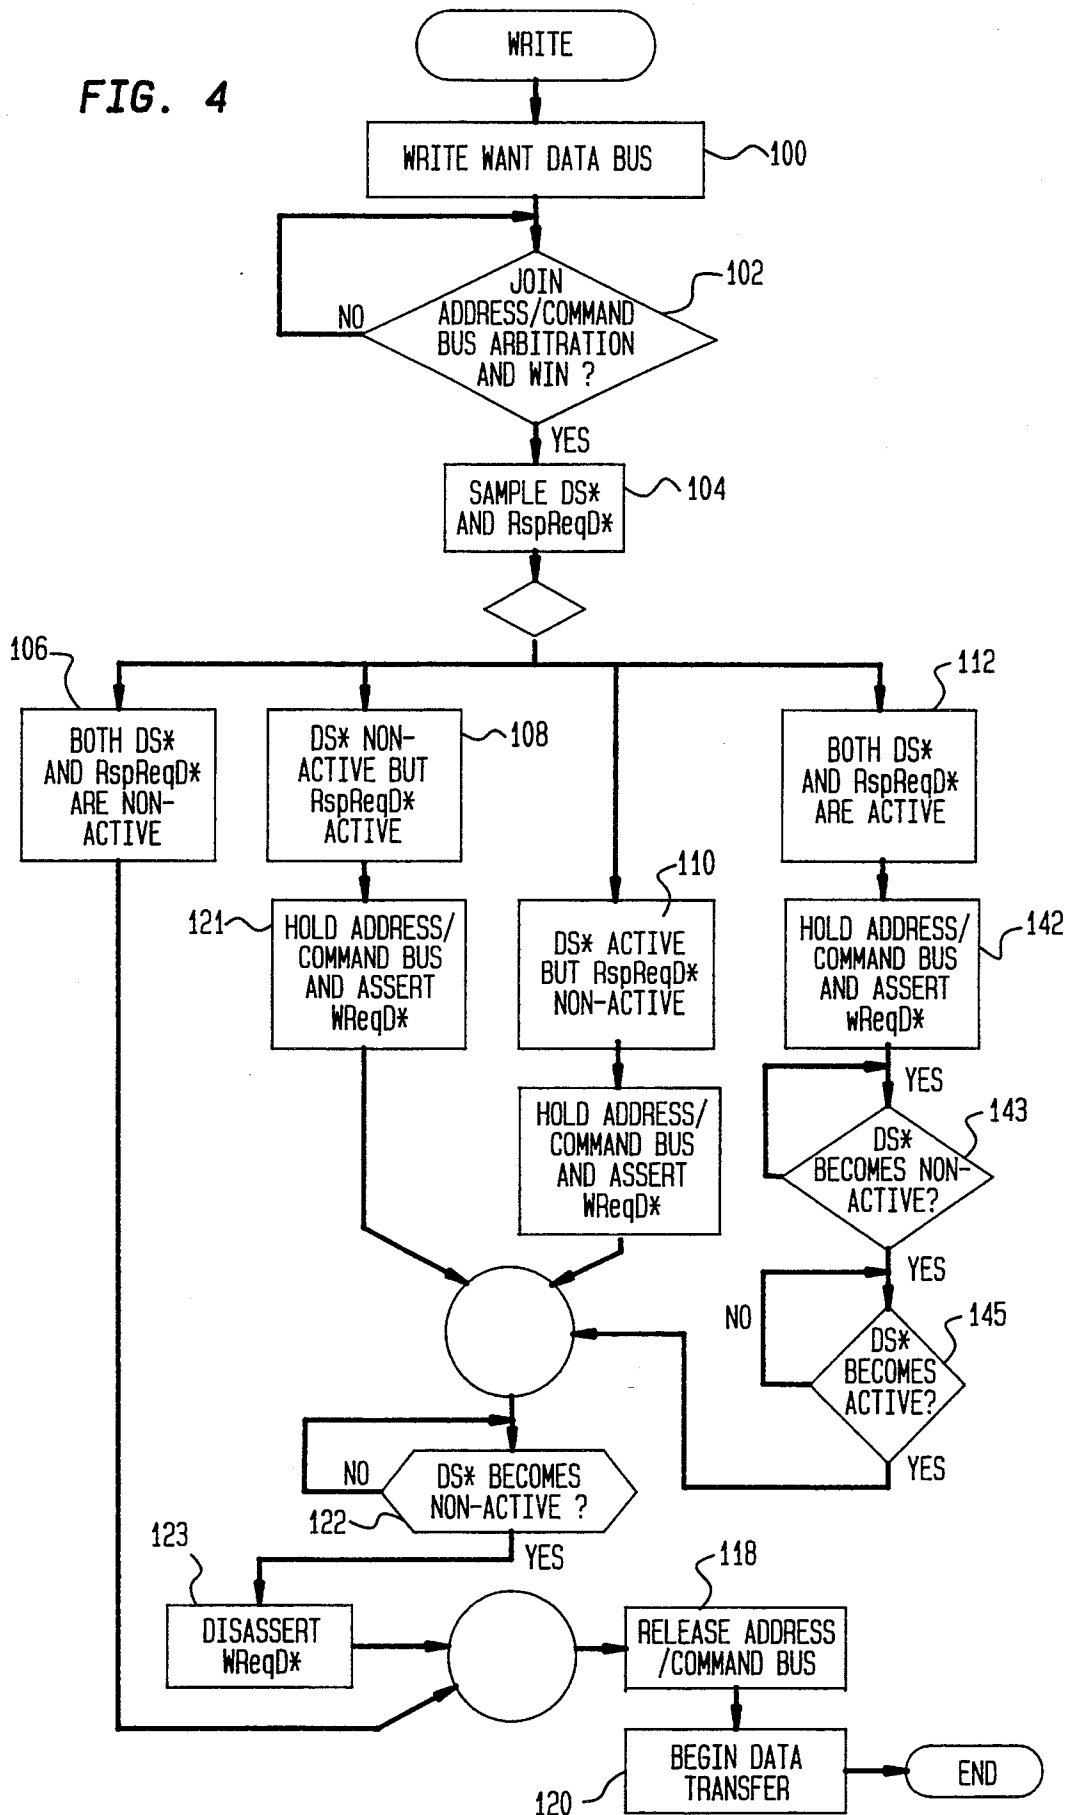 WRITE
FIG. 4
WRITE WANT DATA BUS
100
JOIN
ADDRESS/COMMAND
BUS ARBITRATION
AND WIN ?
102
NO
YES
SAMPLE DS*
AND RspReqD*
104
106
BOTH DS*
AND RspReqD*
ARE NON-
ACTIVE
DS* NON-
ACTIVE BUT
RspReqD*
ACTIVE
108
112
BOTH DS*
AND RspReqD*
ARE ACTIVE
121
HOLD ADDRESS/
COMMAND BUS
AND ASSERT
WReqD*
110
DS* ACTIVE
BUT RspReqD*
NON-ACTIVE
HOLD ADDRESS/
COMMAND BUS
AND ASSERT
wReqD*
142
HOLD ADDRESS/
COMMAND BUS
AND ASSERT
WReqD*
YES
DS*
BECOMES NON-
ACTIVE?
143
YES
NO
DS*
BECOMES
ACTIVE?
145
YES
NO
DS* BECOMES
NON-ACTIVE ?
122
YES
123
DISASSERT
WReqD*
118
RELEASE ADDRESS
/COMMAND BUS
BEGIN DATA
TRANSFER
120
END